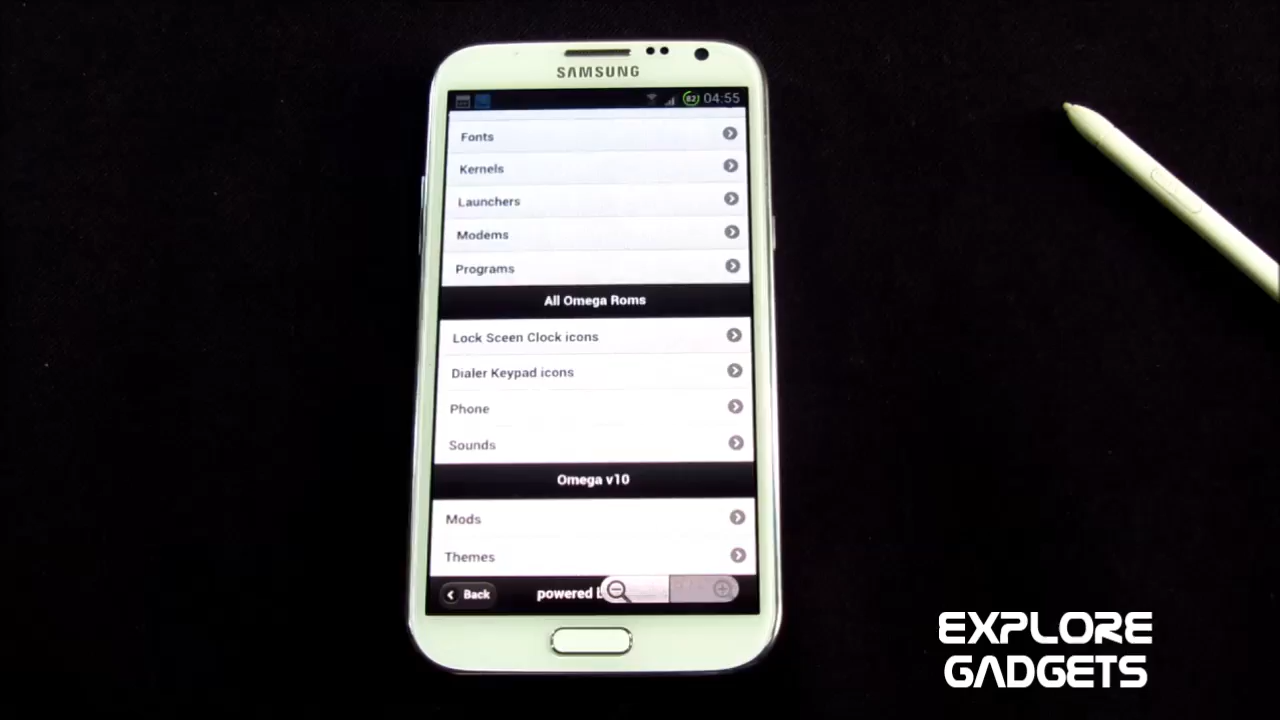 SAMSUNG
82 04:55
Fonts
Kernels
Launchers
Modems
Programs
All Omega Roms
Lock Sceen Clock icons
Dialer Keypad icons
Phone
Sounds
Omega v10
Mods
Themes
Back
powered
EXPLORE
GADGETS